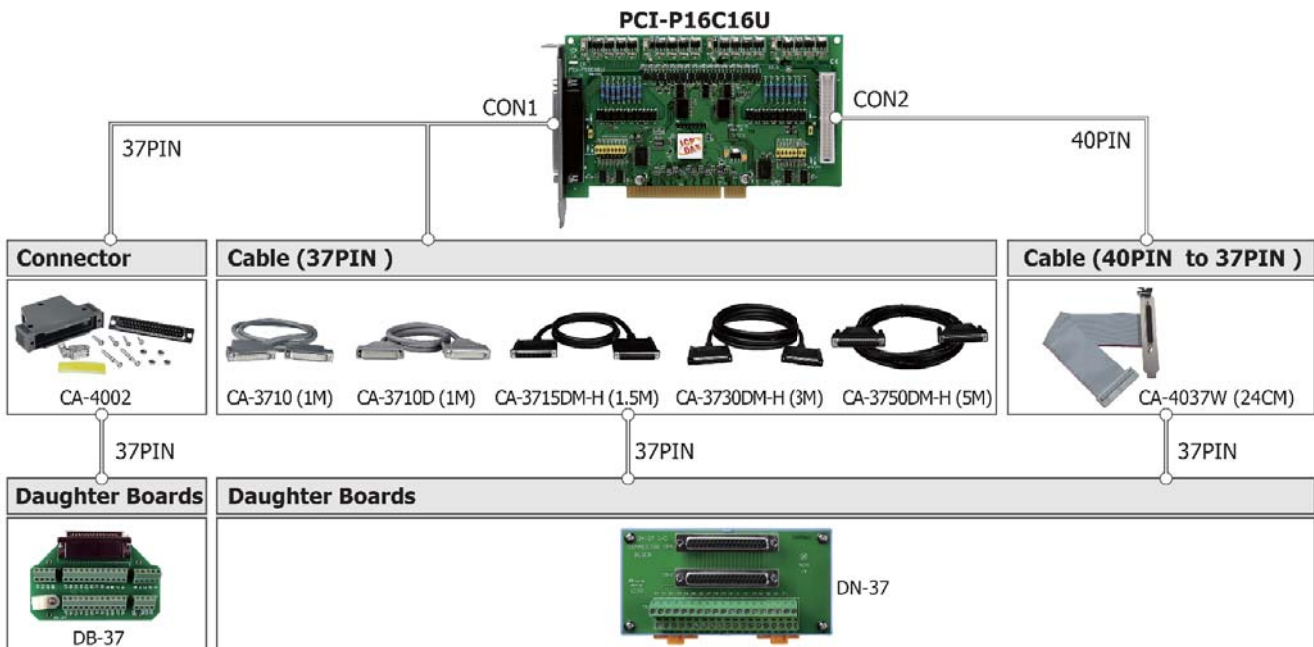 PCI-P16C16U
CON1
CON2
37PIN
40PIN
Connector
Cable (37PIN )
Cable (40PIN to 37PIN )
CA-4002
CA-3710 (1M)
CA-3710D (1M)
CA-3715DM-H (1.5M)
CA-3730DM-H (3M)
CA-3750DM-H (5M)
CA-4037W (24CM)
37PIN
37PIN
37PIN
Daughter Boards
Daughter Boards
DB-37
DN-37